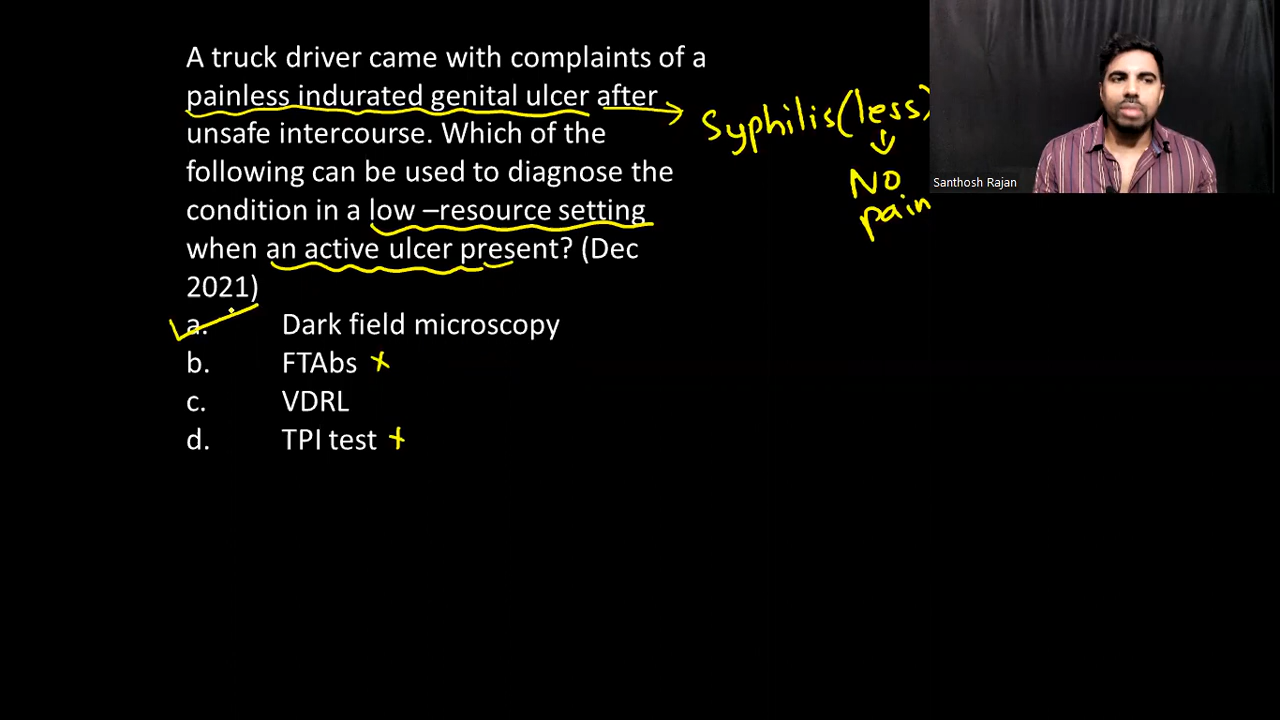 A truck driver came with complaints of a
painless indurated genital ulcer after
unsafe intercourse. Which of the
following can be used to diagnose the
condition in a low –resource setting
when an active ulcer present? (Dec
2021)
a. Dark field microscopy
b. FTAbs x
c. VDRL
d. TPI test x
Syphilis (less)
NO
pain
Santhosh Rajan